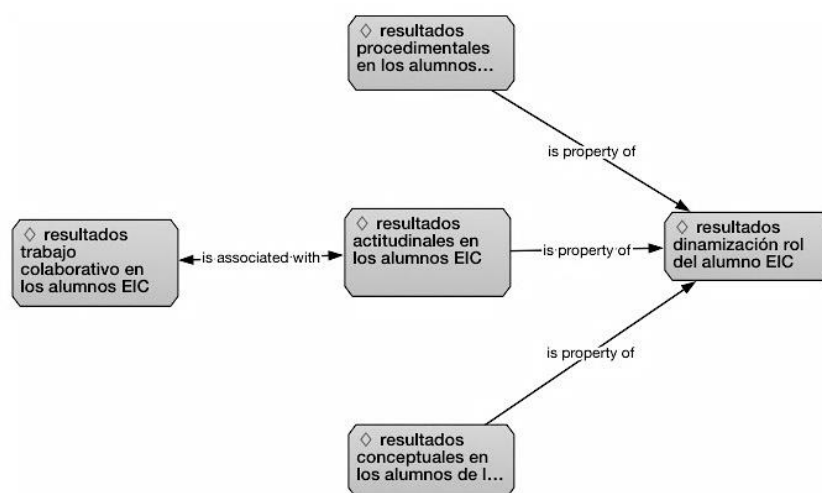 ◇ resultados
procedimentales
en los alumnos...
is property of
◇ resultados
trabajo
colaborativo en
los alumnos EIC
is associated with
◇ resultados
actitudinales en
los alumnos EIC
is property of
◇ resultados
dinamización rol
del alumno EIC
is property of
◇ resultados
conceptuales en
los alumnos de l...